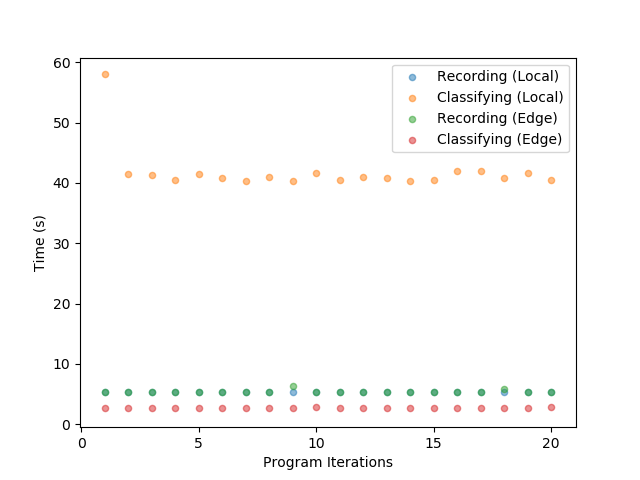 60
50
40
30
20
10
0
Time (s)
0
5
10
15
20
Program Iterations
Recording (Local)
Classifying (Local)
Recording (Edge)
Classifying (Edge)